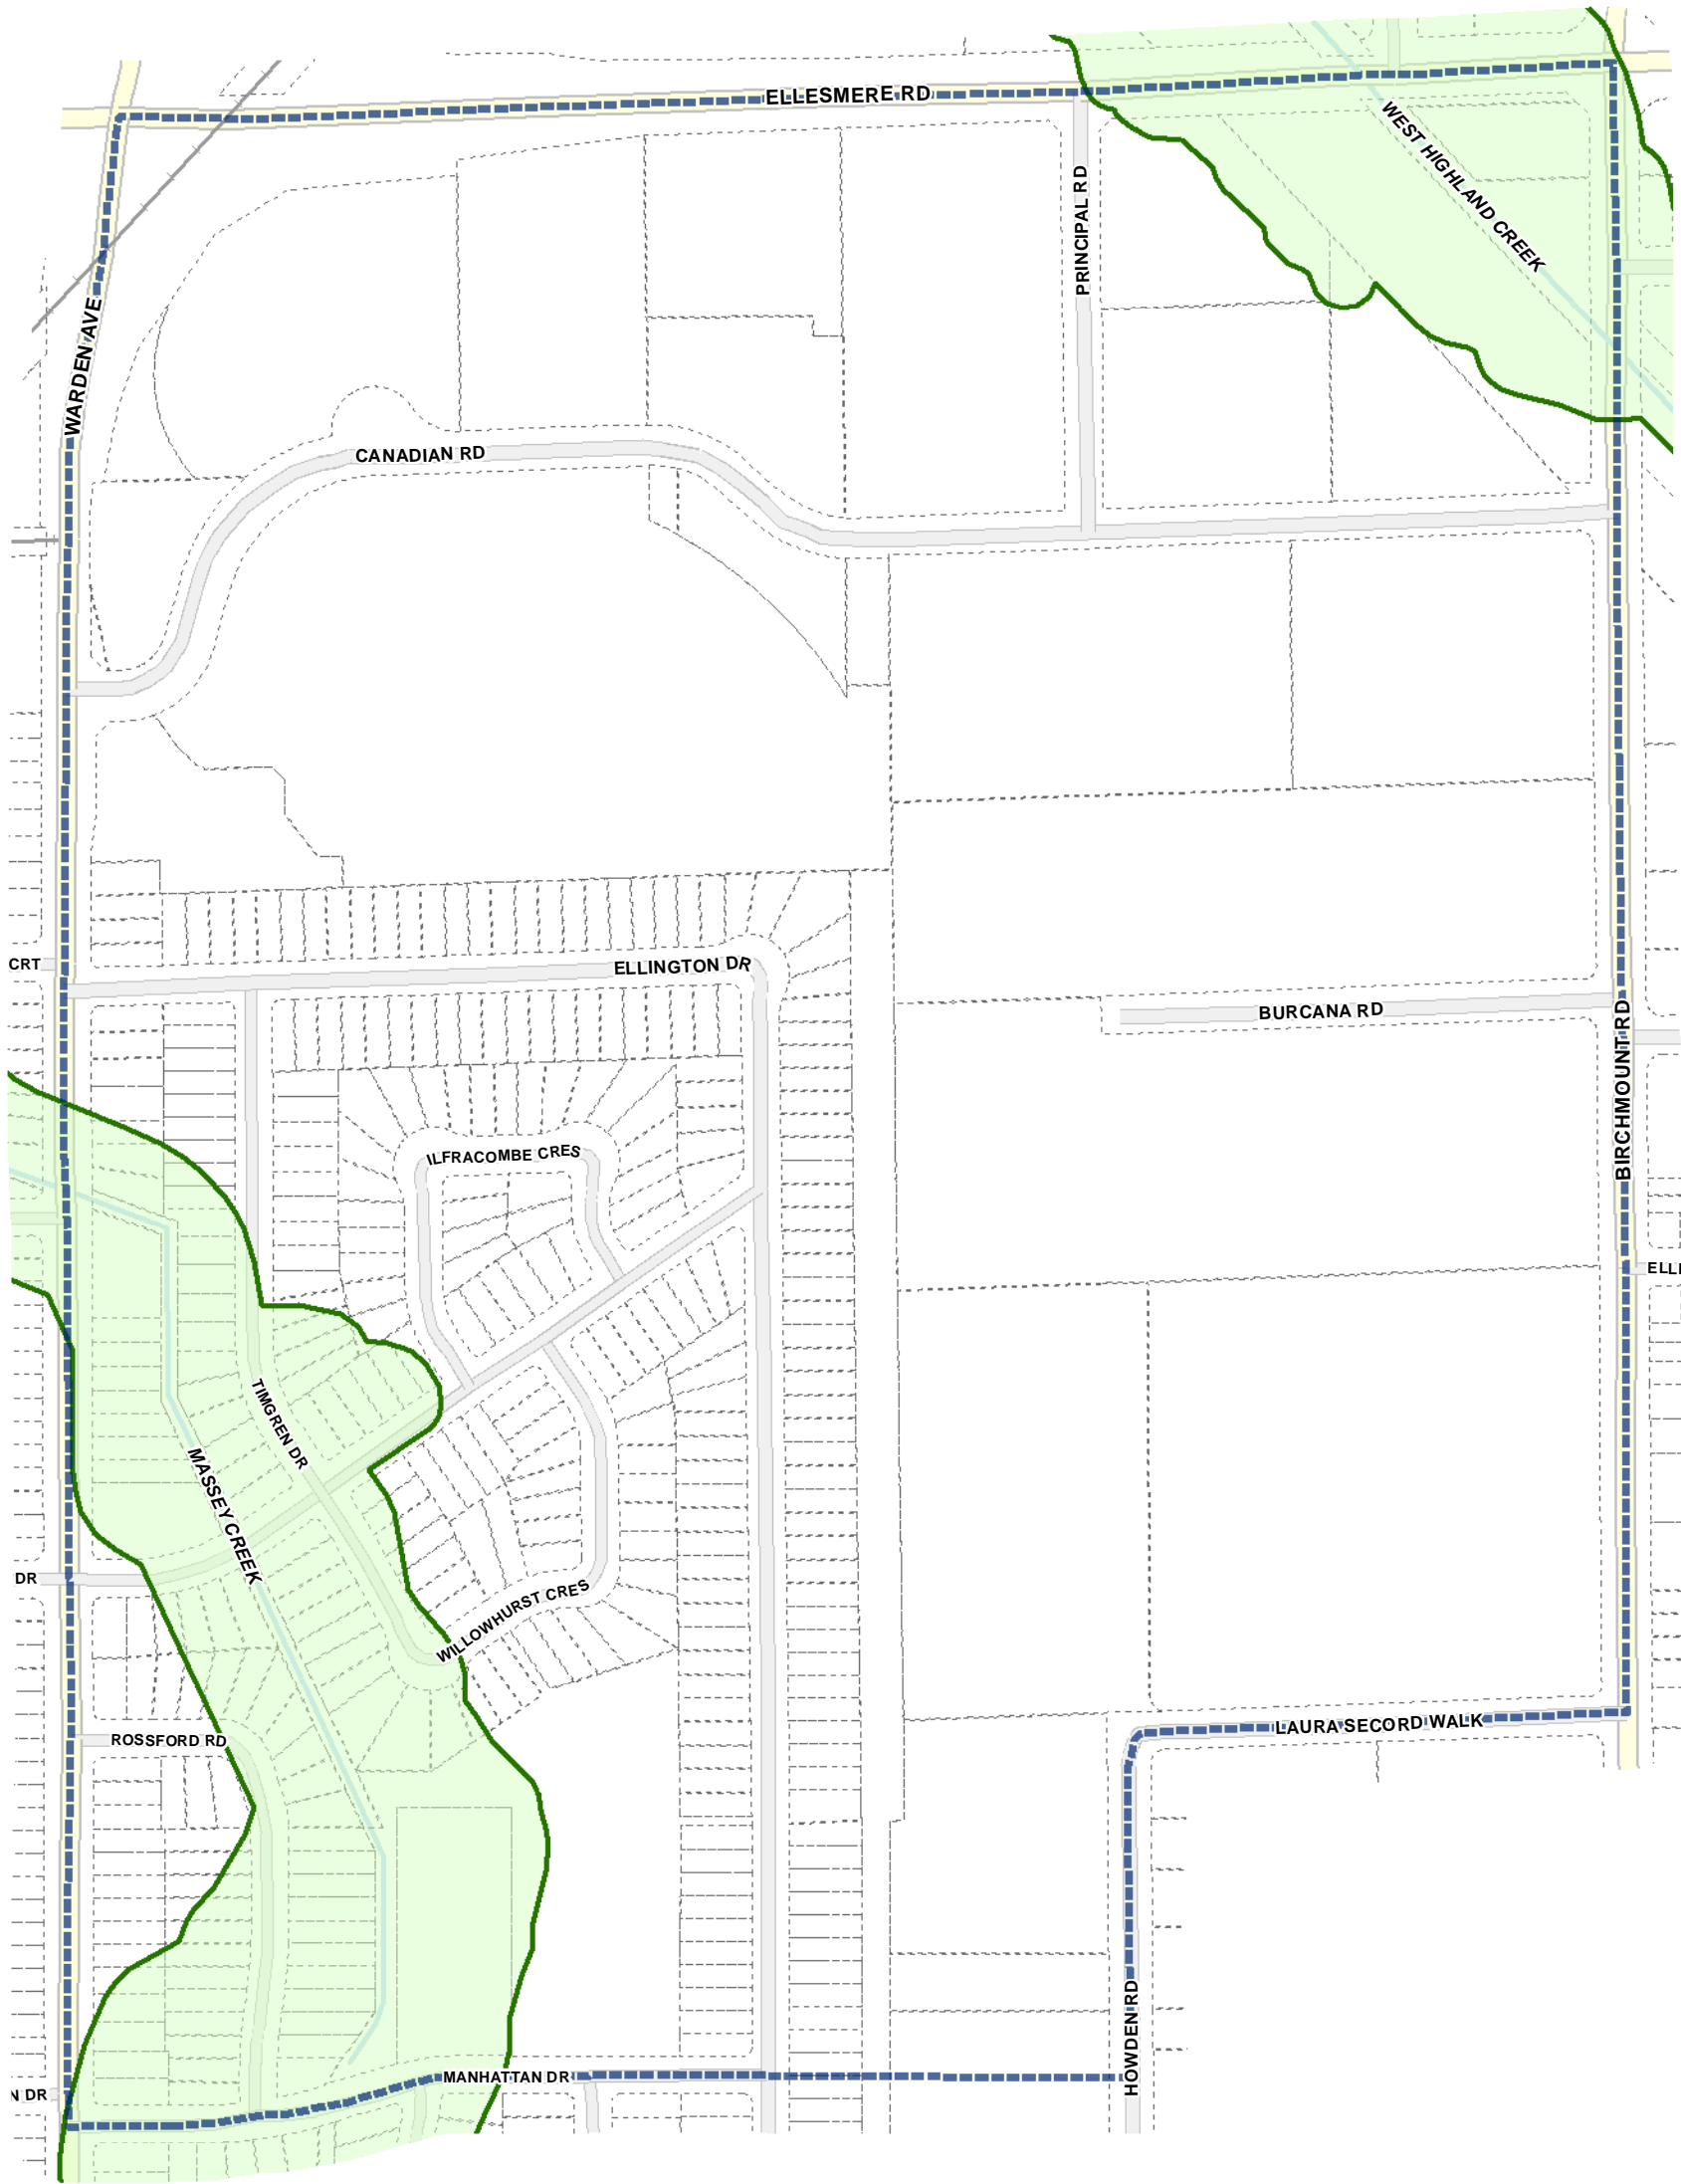 ELLESMERE RD
WEST HIGHLAND CREEK
PRINCIPAL RD
WARDEN AVE
CANADIAN RD
CRT
ELLINGTON DR
BURCANA RD
BIRCHMOUNT RD
ILFRACOMBE CRES
ELLI
TIMGREN DR
MASSEY CREEK
DR
WILLOWHURST CRES
ROSSFORD RD
LAURA SECORD WALK
HOWDEN RD
MANHATTAN DR
N DR